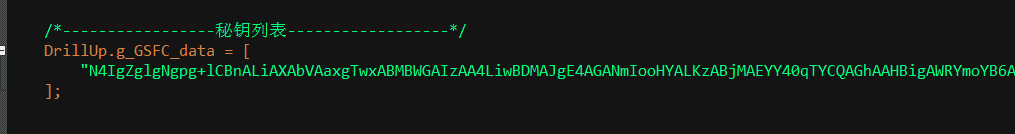 /*-----------------秘钥列表------------------*/
DrillUp.g_GSFC_data = [
"N4IgZglgNgpg+lCBnALiAXAbVAaxgTwxABMBWGAIzAA4LiwBDMAJgE4AGANmIooHYALKzABjMAEYY40qTYCQAGhAAHBigAWRYmoYB6A
];